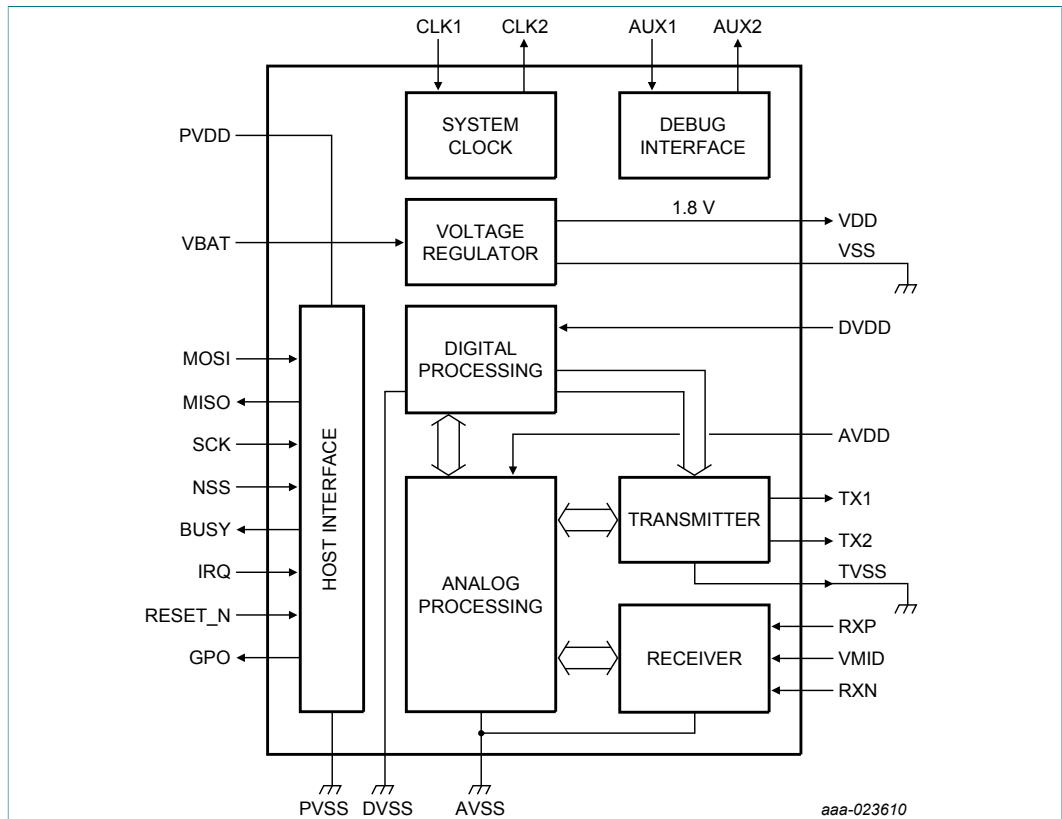 CLK1 CLK2 AUX1 AUX2
SYSTEM
CLOCK
DEBUG
INTERFACE
PVDD
VBAT
VOLTAGE
REGULATOR
1.8 V
VDD
VSS
HOST INTERFACE
MOSI
MISO
SCK
NSS
BUSY
IRQ
RESET_N
GPO
DIGITAL
PROCESSING
DVDD
AVDD
ANALOG
PROCESSING
TRANSMITTER
TX1
TX2
TVSS
RECEIVER
RXP
VMID
RXN
PVSS DVSS AVSS
aaa-023610